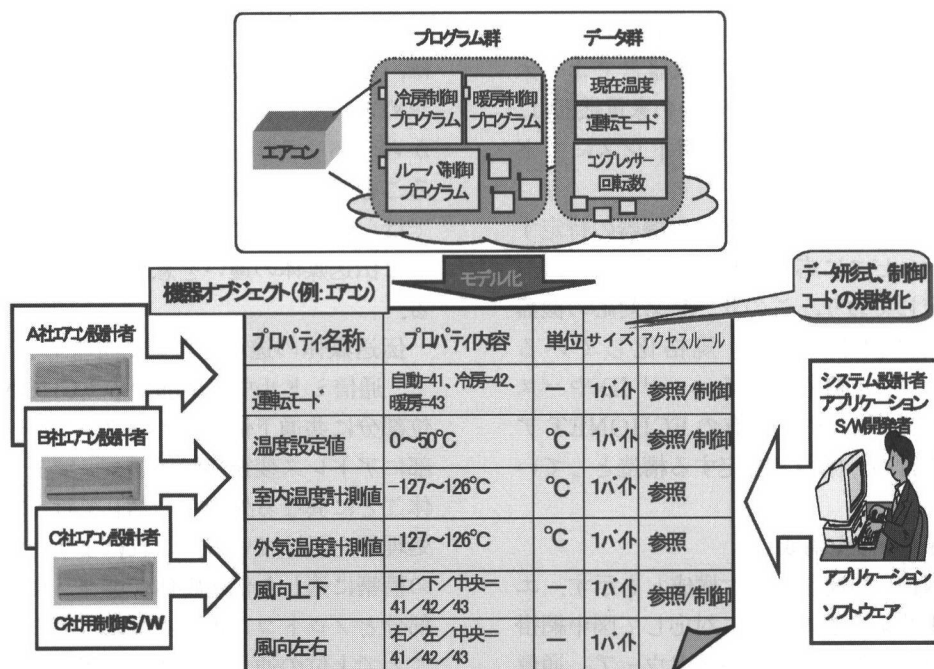 プログラム群
データ群
エアコン
冷房制御
プログラム
暖房制御
プログラム
ルーバ制御
プログラム
現在温度
運転モード
コンプレッサー
回転数
モデル化
機器オブジェクト(例:エアコン)
データ形式、制御
コードの規格化
A社エアコン設計者
B社エアコン設計者
C社エアコン設計者
C社用制御S/W
プロパティ名称 プロパティ内容 単位 サイズ アクセスルール
運転モード 自動=41、冷房=42、
暖房=43 — 1バイト 参照/制御
温度設定値 0〜50℃ ℃ 1バイト 参照/制御
室内温度計測値 −127〜126℃ ℃ 1バイト 参照
外気温度計測値 −127〜126℃ ℃ 1バイト 参照
風向上下 上/下/中央=
41/42/43 — 1バイト 参照/制御
風向左右 右/左/中央=
41/42/43 — 1バイト
システム設計者
アプリケーション
S/W開発者
アプリケーション
ソフトウェア